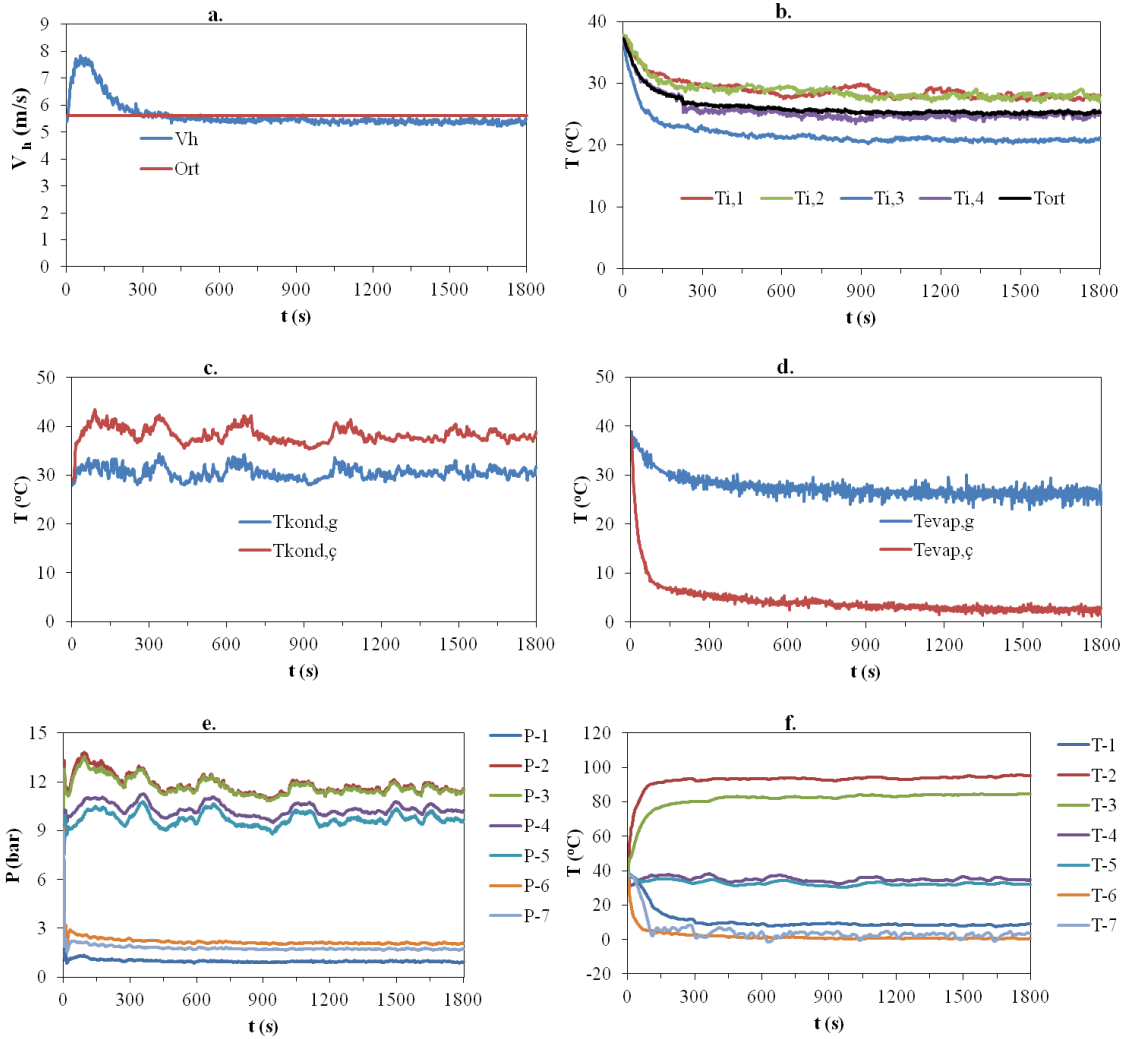 a.
9
8
7
6
5
4
3
2
1
0
V h (m/s)
Vh
Ort
0 300 600 900 1200 1500 1800
t (s)
b.
40
30
20
10
0
T (°C)
Ti,1 Ti,2 Ti,3 Ti,4 Tort
0 300 600 900 1200 1500 1800
t (s)
c.
50
40
30
20
10
0
T (°C)
Tkond,g
Tkond,ç
0 300 600 900 1200 1500 1800
t (s)
d.
50
40
30
20
10
0
T (°C)
Tevap,g
Tevap,ç
0 300 600 900 1200 1500 1800
t (s)
e.
15
12
9
6
3
0
P (bar)
P-1
P-2
P-3
P-4
P-5
P-6
P-7
0 300 600 900 1200 1500 1800
t (s)
f.
120
100
80
60
40
20
0
-20
T (°C)
T-1
T-2
T-3
T-4
T-5
T-6
T-7
0 300 600 900 1200 1500 1800
t (s)